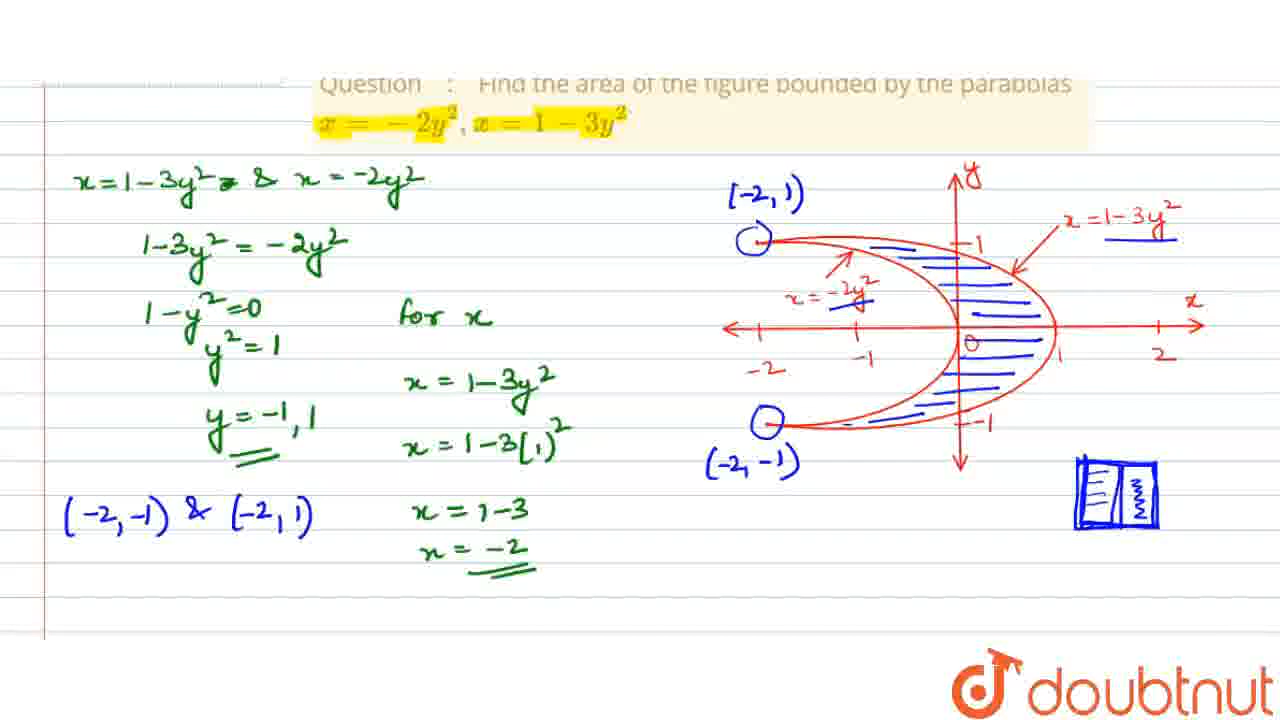 Question : Find the area of the figure bounded by the parabolas
x = - 2y², x = 1 - 3y²
x = 1 - 3y² & x = -2y²
1 - 3y² = -2y²
1 - y² = 0
y² = 1
y = -1, 1
(-2, -1) & (-2, 1)
for x
x = 1 - 3y²
x = 1 - 3(1)²
x = 1 - 3
x = -2
(-2, 1)
y
x = 1 - 3y²
1
x = -2y²
x
-2 -1 0 1 2
-1
(-2, -1)
doubtnut